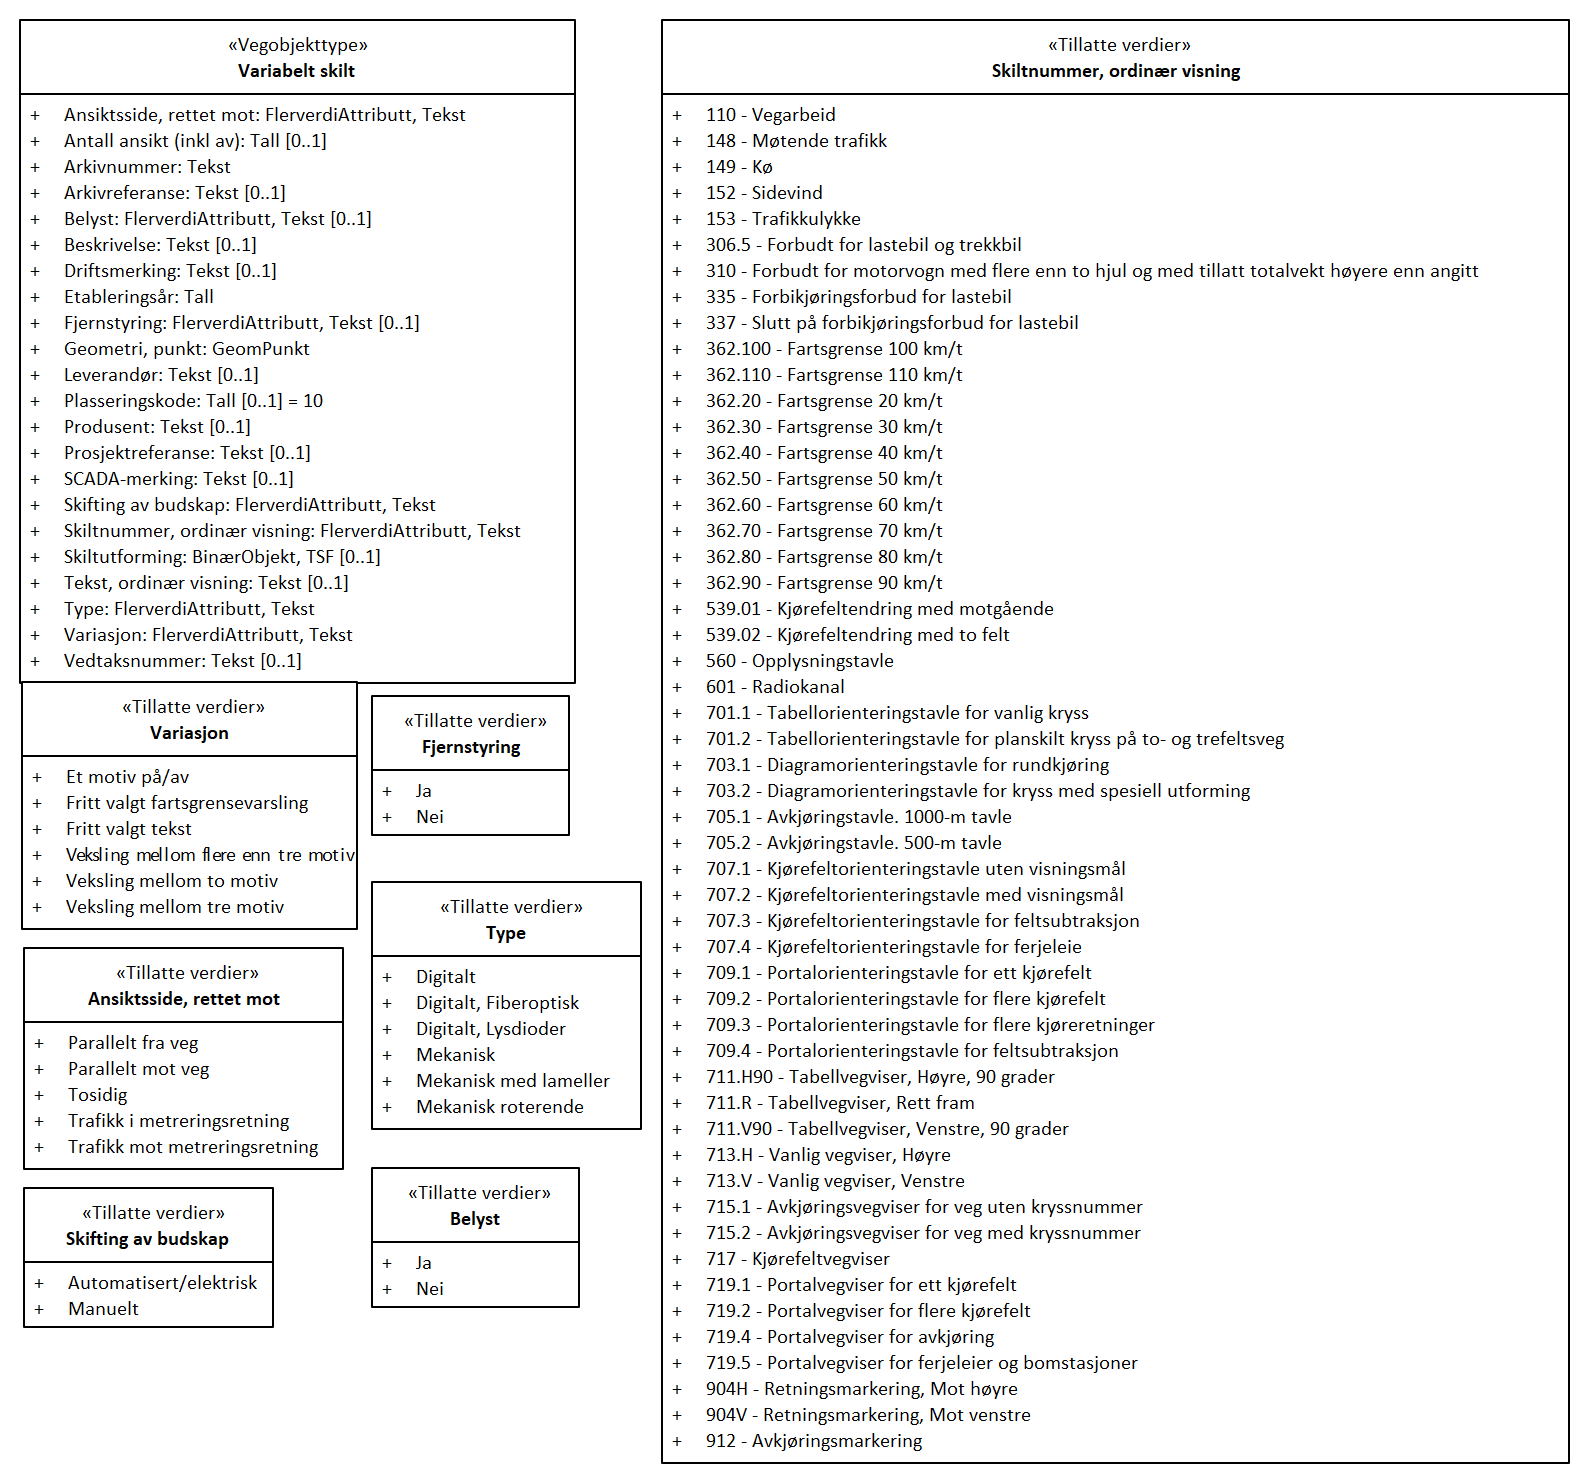 «Vegobjekttype»
Variabelt skilt
+ Ansiktsside, rettet mot: FlerverdiAttributt, Tekst
+ Antall ansikt (inkl av): Tall [0..1]
+ Arkivnummer: Tekst
+ Arkivreferanse: Tekst [0..1]
+ Belyst: FlerverdiAttributt, Tekst [0..1]
+ Beskrivelse: Tekst [0..1]
+ Driftsmerking: Tekst [0..1]
+ Etableringsår: Tall
+ Fjernstyring: FlerverdiAttributt, Tekst [0..1]
+ Geometri, punkt: GeomPunkt
+ Leverandør: Tekst [0..1]
+ Plasseringskode: Tall [0..1] = 10
+ Produsent: Tekst [0..1]
+ Prosjektreferanse: Tekst [0..1]
+ SCADA-merking: Tekst [0..1]
+ Skifting av budskap: FlerverdiAttributt, Tekst
+ Skiltnummer, ordinær visning: FlerverdiAttributt, Tekst
+ Skiltutforming: BinærObjekt, TSF [0..1]
+ Tekst, ordinær visning: Tekst [0..1]
+ Type: FlerverdiAttributt, Tekst
+ Variasjon: FlerverdiAttributt, Tekst
+ Vedtaksnummer: Tekst [0..1]
«Tillatte verdier»
Variasjon
+ Et motiv på/av
+ Fritt valgt fartsgrensevarsling
+ Fritt valgt tekst
+ Veksling mellom flere enn tre motiv
+ Veksling mellom to motiv
+ Veksling mellom tre motiv
«Tillatte verdier»
Ansiktsside, rettet mot
+ Parallelt fra veg
+ Parallelt mot veg
+ Tosidig
+ Trafikk i metreringsretning
+ Trafikk mot metreringsretning
«Tillatte verdier»
Skifting av budskap
+ Automatisert/elektrisk
+ Manuelt
«Tillatte verdier»
Fjernstyring
+ Ja
+ Nei
«Tillatte verdier»
Type
+ Digitalt
+ Digitalt, Fiberoptisk
+ Digitalt, Lysdioder
+ Mekanisk
+ Mekanisk med lameller
+ Mekanisk roterende
«Tillatte verdier»
Belyst
+ Ja
+ Nei
«Tillatte verdier»
Skiltnummer, ordinær visning
+ 110 - Vegarbeid
+ 148 - Møtende trafikk
+ 149 - Kø
+ 152 - Sidevind
+ 153 - Trafikkulykke
+ 306.5 - Forbudt for lastebil og trekkbil
+ 310 - Forbudt for motorvogn med flere enn to hjul og med tillatt totalvekt høyere enn angitt
+ 335 - Forbikjøringsforbud for lastebil
+ 337 - Slutt på forbikjøringsforbud for lastebil
+ 362.100 - Fartsgrense 100 km/t
+ 362.110 - Fartsgrense 110 km/t
+ 362.20 - Fartsgrense 20 km/t
+ 362.30 - Fartsgrense 30 km/t
+ 362.40 - Fartsgrense 40 km/t
+ 362.50 - Fartsgrense 50 km/t
+ 362.60 - Fartsgrense 60 km/t
+ 362.70 - Fartsgrense 70 km/t
+ 362.80 - Fartsgrense 80 km/t
+ 362.90 - Fartsgrense 90 km/t
+ 539.01 - Kjørefeltendring med motgående
+ 539.02 - Kjørefeltendring med to felt
+ 560 - Opplysningstavle
+ 601 - Radiokanal
+ 701.1 - Tabellorienteringstavle for vanlig kryss
+ 701.2 - Tabellorienteringstavle for planskilt kryss på to- og trefeltsveg
+ 703.1 - Diagramorienteringstavle for rundkjøring
+ 703.2 - Diagramorienteringstavle for kryss med spesiell utforming
+ 705.1 - Avkjøringstavle. 1000-m tavle
+ 705.2 - Avkjøringstavle. 500-m tavle
+ 707.1 - Kjørefeltorienteringstavle uten visningsmål
+ 707.2 - Kjørefeltorienteringstavle med visningsmål
+ 707.3 - Kjørefeltorienteringstavle for feltsubtraksjon
+ 707.4 - Kjørefeltorienteringstavle for ferjeleie
+ 709.1 - Portalorienteringstavle for ett kjørefelt
+ 709.2 - Portalorienteringstavle for flere kjørefelt
+ 709.3 - Portalorienteringstavle for flere kjøreretninger
+ 709.4 - Portalorienteringstavle for feltsubtraksjon
+ 711.H90 - Tabellvegviser, Høyre, 90 grader
+ 711.R - Tabellvegviser, Rett fram
+ 711.V90 - Tabellvegviser, Venstre, 90 grader
+ 713.H - Vanlig vegviser, Høyre
+ 713.V - Vanlig vegviser, Venstre
+ 715.1 - Avkjøringsvegviser for veg uten kryssnummer
+ 715.2 - Avkjøringsvegviser for veg med kryssnummer
+ 717 - Kjørefeltvegviser
+ 719.1 - Portalvegviser for ett kjørefelt
+ 719.2 - Portalvegviser for flere kjørefelt
+ 719.4 - Portalvegviser for avkjøring
+ 719.5 - Portalvegviser for ferjeleier og bomstasjoner
+ 904H - Retningsmarkering, Mot høyre
+ 904V - Retningsmarkering, Mot venstre
+ 912 - Avkjøringsmarkering